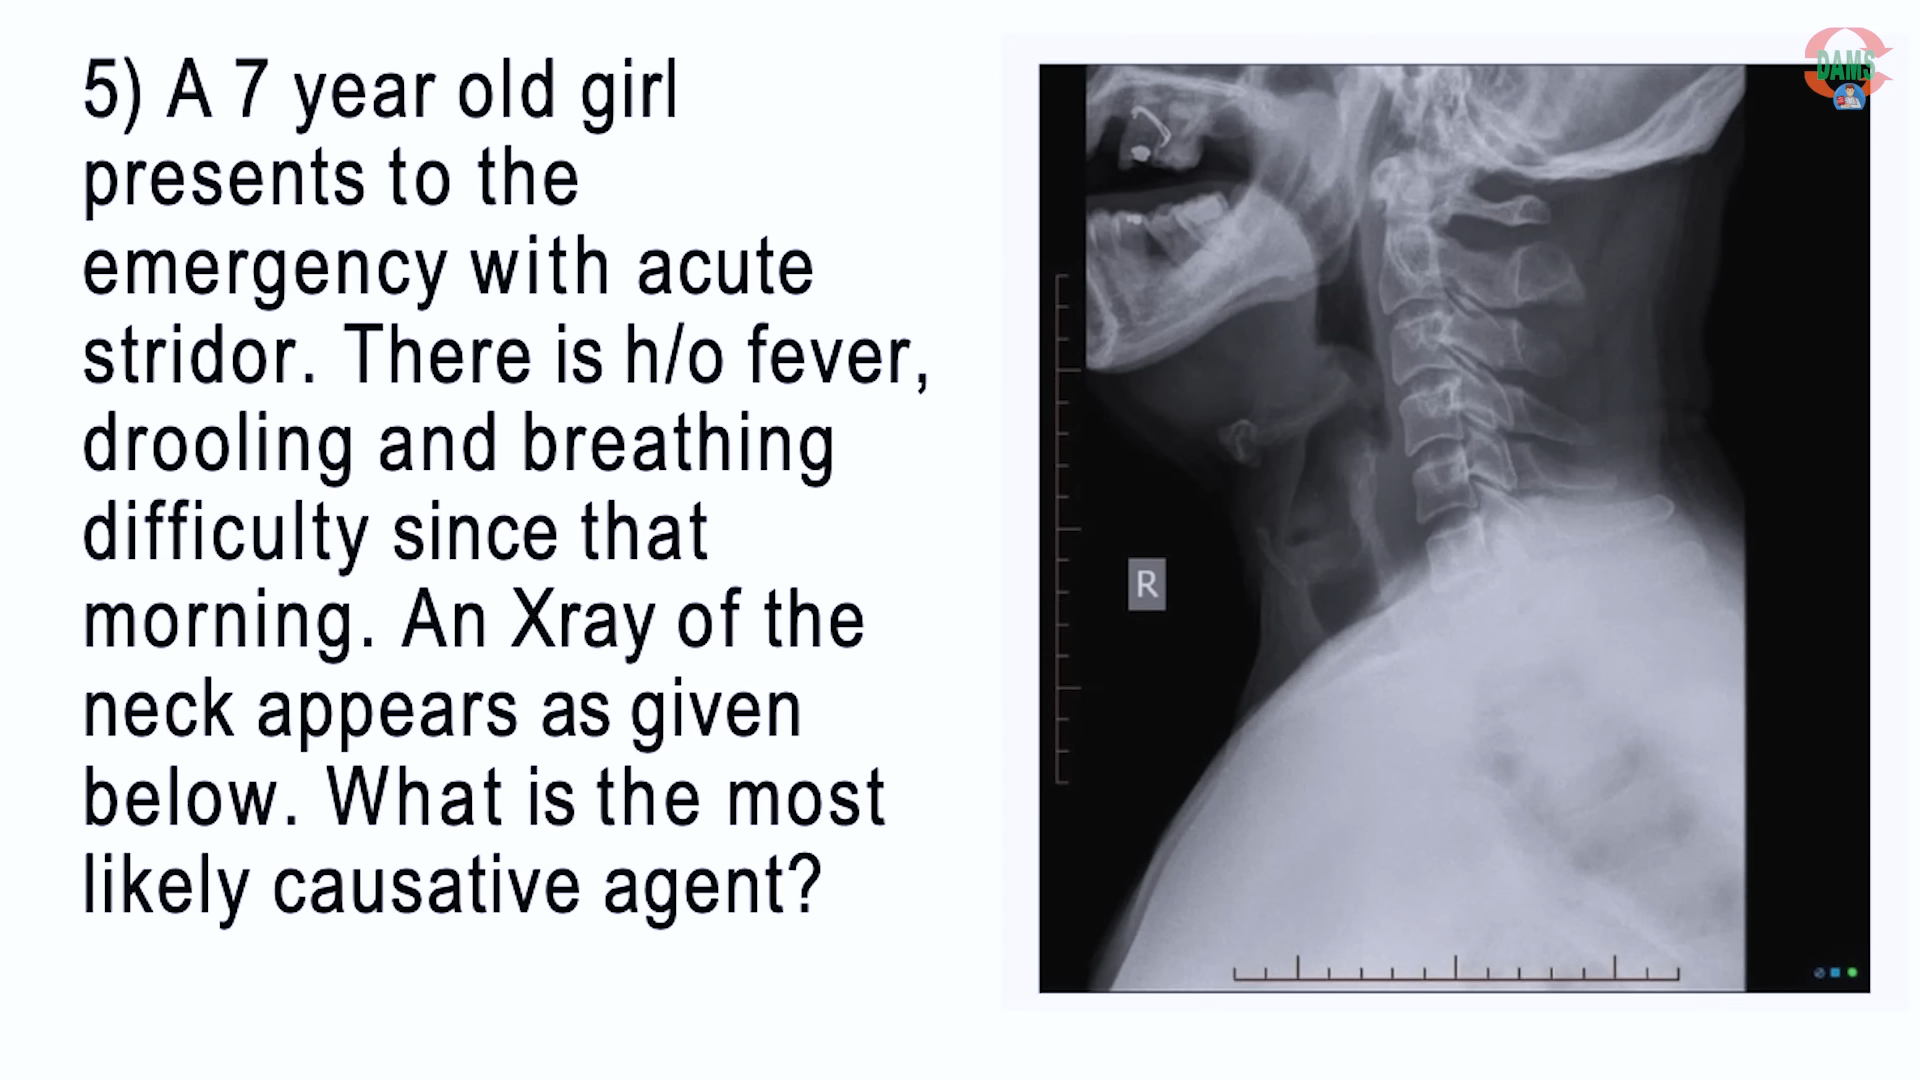 DAMS
5) A 7 year old girl
presents to the
emergency with acute
stridor. There is h/o fever,
drooling and breathing
difficulty since that
morning. An Xray of the
neck appears as given
below. What is the most
likely causative agent?
R